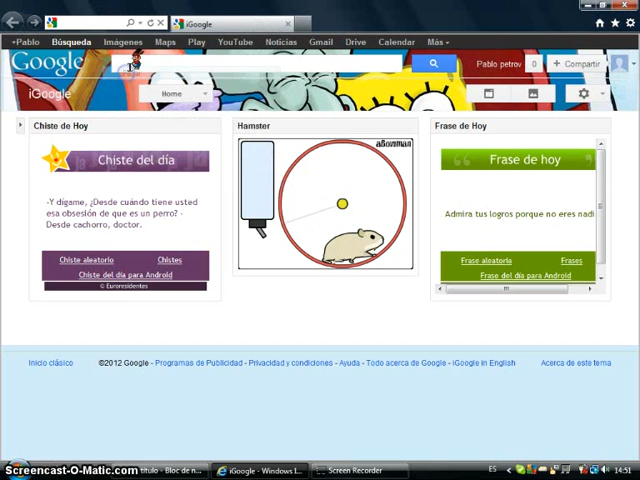 iGoogle
+Pablo Búsqueda Imágenes Maps Play YouTube Noticias Gmail Drive Calendar Más
Google
Pablo petrov 0 + Compartir
iGoogle Home
Chiste de Hoy
Chiste del día
-Y dígame, ¿Desde cuándo tiene usted
esa obsesión de que es un perro? -
Desde cachorro, doctor.
Chiste aleatorio Chistes
Chiste del día para Android
© Euroresidentes
Hamster
aBowman
Frase de Hoy
Frase de hoy
Admira tus logros porque no eres nadi
Frase aleatoria Frases
Frase del día para Android
Inicio clásico ©2012 Google - Programas de Publicidad - Privacidad y condiciones - Ayuda - Todo acerca de Google - iGoogle in English Acerca de este tema
Screencast-O-Matic.com título - Bloc de n... iGoogle - Windows I... Screen Recorder ES 14:51